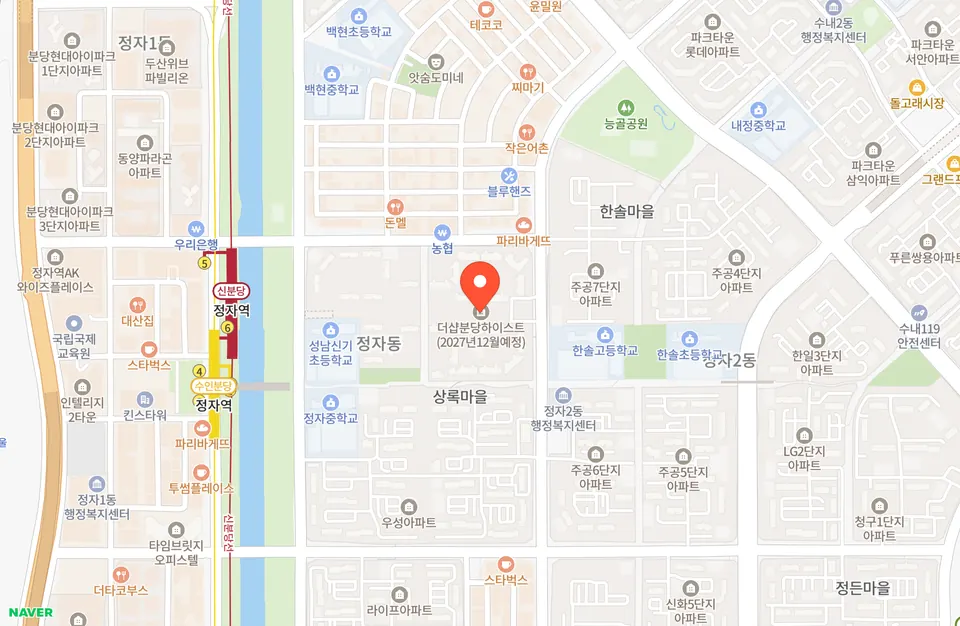 윤밀원
백현초등학교
테코코
수내2동
행정복지센터
파크타운
롯데아파트
파크타운
서안아파트
정자1동
분당현대아이파크
1단지아파트
두산위브
파빌리온
앗숨도미네
백현중학교
찌마기
돌고래시장
능골공원
내정중학교
분당현대아이파크
2단지아파트
작은어촌
동양파라곤
아파트
파크타운
삼익아파트
그랜드프
블루핸즈
분당현대아이파크
3단지아파트
돈멜
한솔마을
우리은행
농협
파리바게뜨
5
푸른쌍용아파트
정자역AK
와이즈플레이스
주공7단지
아파트
주공4단지
아파트
신분당
정자역
6
대산집
국립국제
교육원
더샵분당하이스트
(2027년12월예정)
수내119
안전센터
성남신기
초등학교
정자동
한솔고등학교
한솔초등학교
정자2동
한일3단지
아파트
스타벅스
4
수인분당
정자역
인텔리지
2타운
킨스타워
상록마을
정자중학교
정자2동
행정복지센터
파리바게뜨
LG2단지
아파트
주공6단지
아파트
주공5단지
아파트
투썸플레이스
정자1동
행정복지센터
우성아파트
청구1단지
아파트
신분당선
타임브릿지
오피스텔
더타코부스
스타벅스
정든마을
라이프아파트
신화5단지
아파트
NAVER